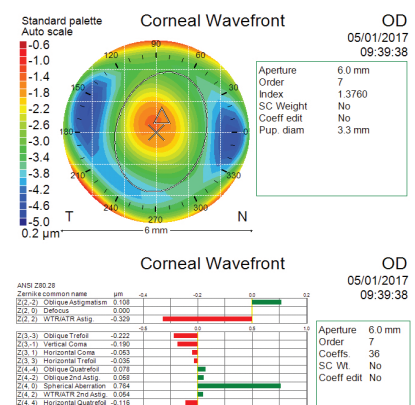 Standard palette
Auto scale
Corneal Wavefront
OD
05/01/2017
09:39:38
-0.6
-1.0
-1.4
-1.8
-2.2
-2.6
-3.0
-3.4
-3.8
-4.2
-4.6
-5.0
0.2 µm
90
120
150
180
210
240
270
300
330
0
30
60
T
N
6 mm
Aperture 6.0 mm
Order 7
Index 1.3760
SC Weight No
Coeff edit No
Pup. diam 3.3 mm
Corneal Wavefront
OD
05/01/2017
09:39:38
ANSI Z80.28
Zernike common name µm
Z(2,-2) Oblique Astigmatism 0.108
Z(2, 0) Defocus 0.000
Z(2, 2) WTR/ATR Astig. -0.329
Z(3,-3) Oblique Trefoil -0.222
Z(3,-1) Vertical Coma -0.190
Z(3, 1) Horizontal Coma -0.053
Z(3, 3) Horizontal Trefoil -0.035
Z(4,-4) Oblique Quatrefoil 0.078
Z(4,-2) Oblique 2nd Astig. 0.068
Z(4, 0) Spherical Aberration 0.764
Z(4, 2) WTR/ATR 2nd Astig. 0.054
Z(4, 4) Horizontal Quatrefoil -0.116
Aperture 6.0 mm
Order 7
Coeffs 36
SC Wt. No
Coeff edit No